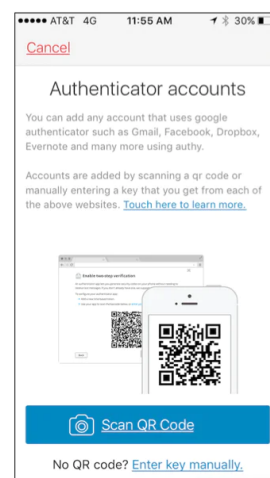 AT&T 4G 11:55 AM 30%
Cancel
Authenticator accounts
You can add any account that uses google
authenticator such as Gmail, Facebook, Dropbox,
Evernote and many more using authy.
Accounts are added by scanning a qr code or
manually entering a key that you get from each of
the above websites. Touch here to learn more.
Enable two-step verification
Scan QR Code
No QR code? Enter key manually.